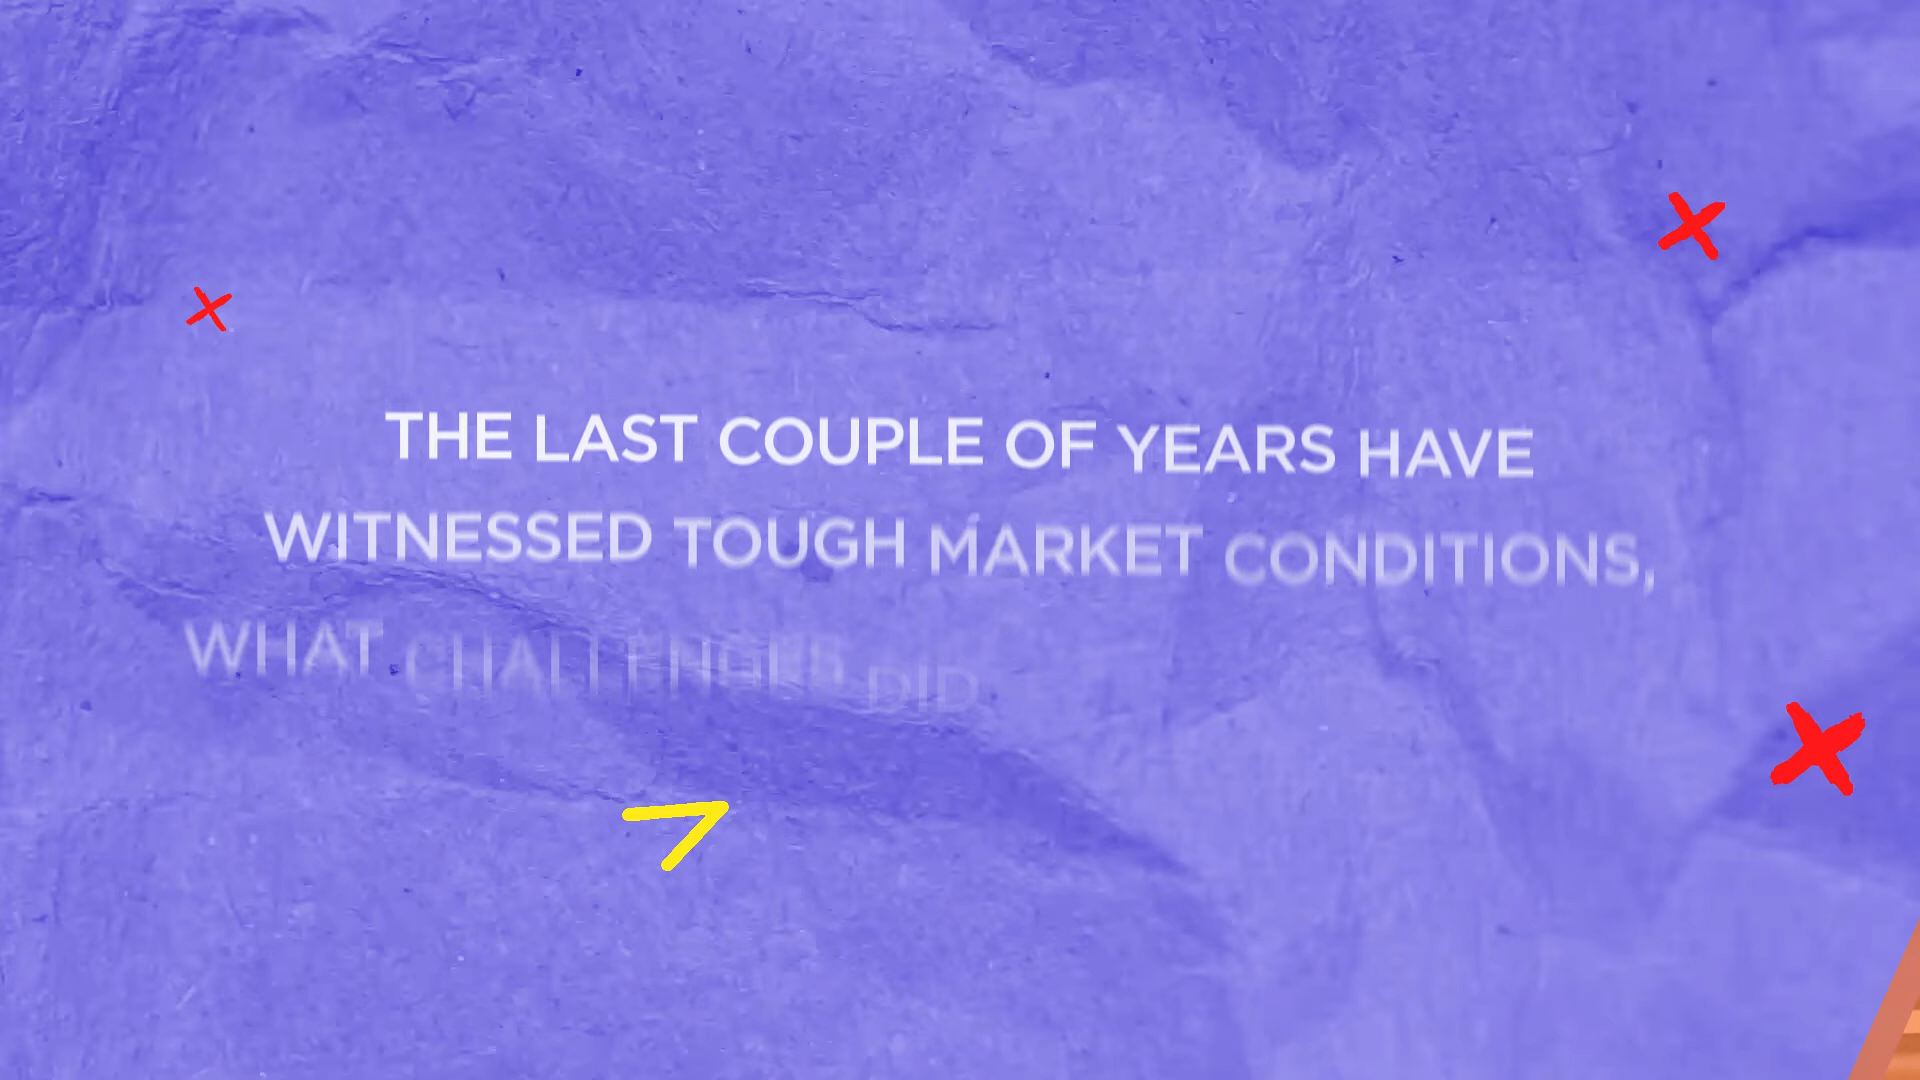 THE LAST COUPLE OF YEARS HAVE
WITNESSED TOUGH MARKET CONDITIONS,
WHAT CHALLENGES DID